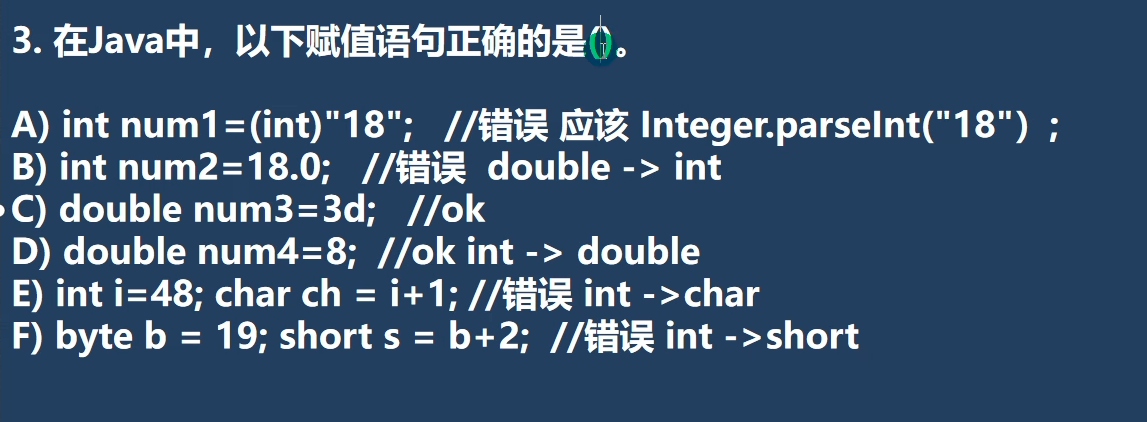 3. 在Java中，以下赋值语句正确的是()。
A) int num1=(int)"18"; //错误 应该 Integer.parseInt("18") ;
B) int num2=18.0; //错误 double -> int
C) double num3=3d; //ok
D) double num4=8; //ok int -> double
E) int i=48; char ch = i+1; //错误 int ->char
F) byte b = 19; short s = b+2; //错误 int ->short